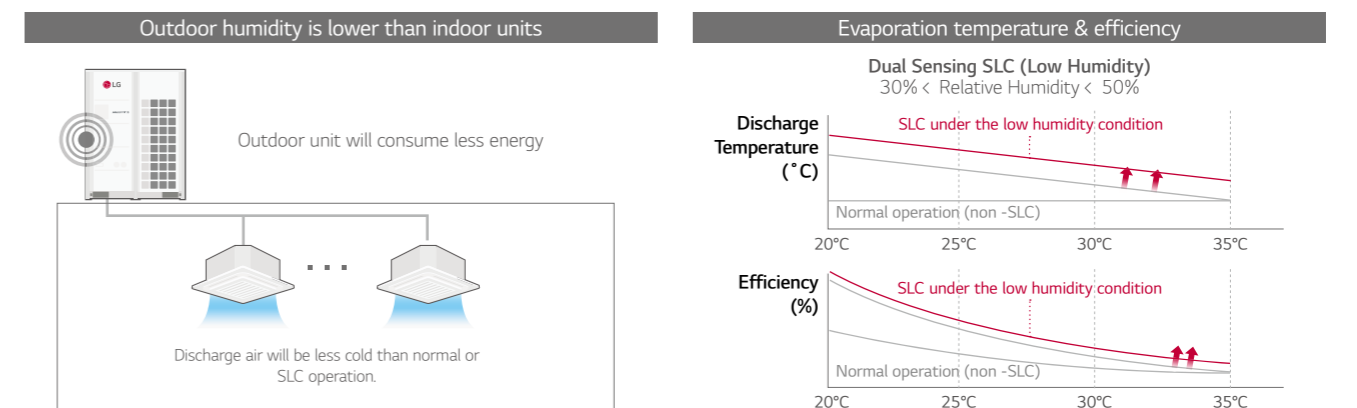 Outdoor humidity is lower than indoor units
LG
Outdoor unit will consume less energy
Discharge air will be less cold than normal or
SLC operation.
Evaporation temperature & efficiency
Dual Sensing SLC (Low Humidity)
30% < Relative Humidity < 50%
Discharge
Temperature
(˚C)
SLC under the low humidity condition
Normal operation (non -SLC)
20℃ 25℃ 30℃ 35℃
Efficiency
(%)
SLC under the low humidity condition
Normal operation (non -SLC)
20℃ 25℃ 30℃ 35℃